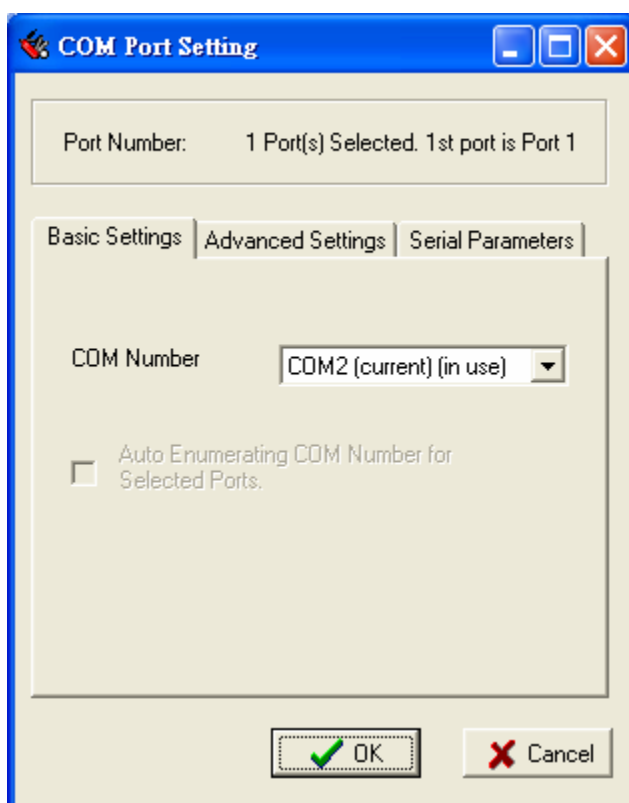 COM Port Setting
Port Number: 1 Port(s) Selected. 1st port is Port 1
Basic Settings Advanced Settings Serial Parameters
COM Number COM2 (current) (in use)
Auto Enumerating COM Number for
Selected Ports.
OK Cancel